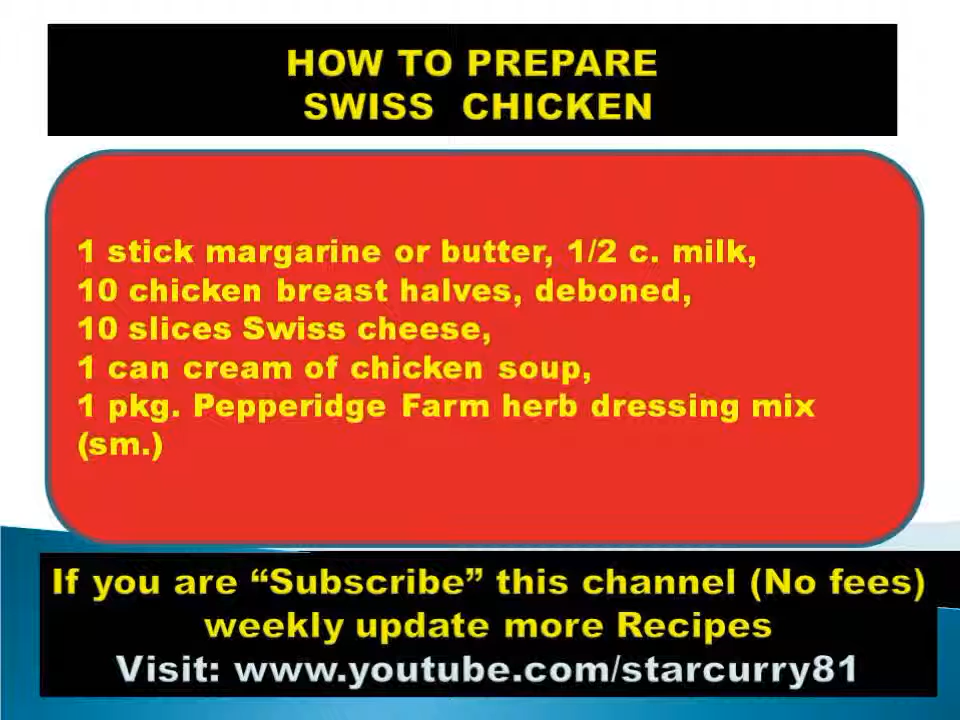 HOW TO PREPARE
SWISS CHICKEN
1 stick margarine or butter, 1/2 c. milk,
10 chicken breast halves, deboned,
10 slices Swiss cheese,
1 can cream of chicken soup,
1 pkg. Pepperidge Farm herb dressing mix
(sm.)
If you are “Subscribe” this channel (No fees)
weekly update more Recipes
Visit: www.youtube.com/starcurry81